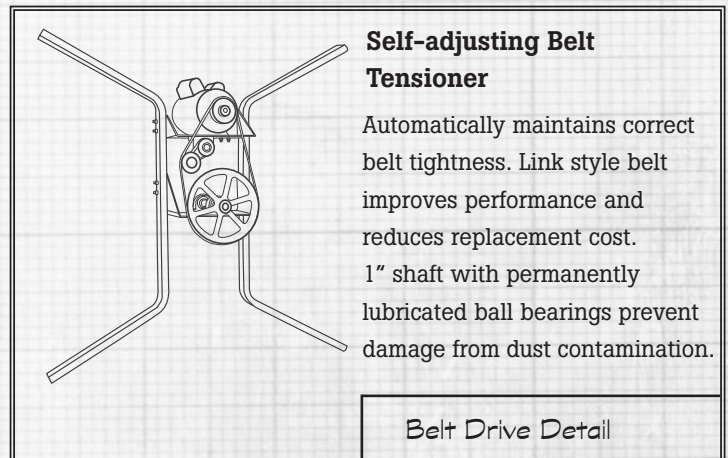 Self-adjusting Belt
Tensioner
Automatically maintains correct
belt tightness. Link style belt
improves performance and
reduces replacement cost.
1” shaft with permanently
lubricated ball bearings prevent
damage from dust contamination.
Belt Drive Detail